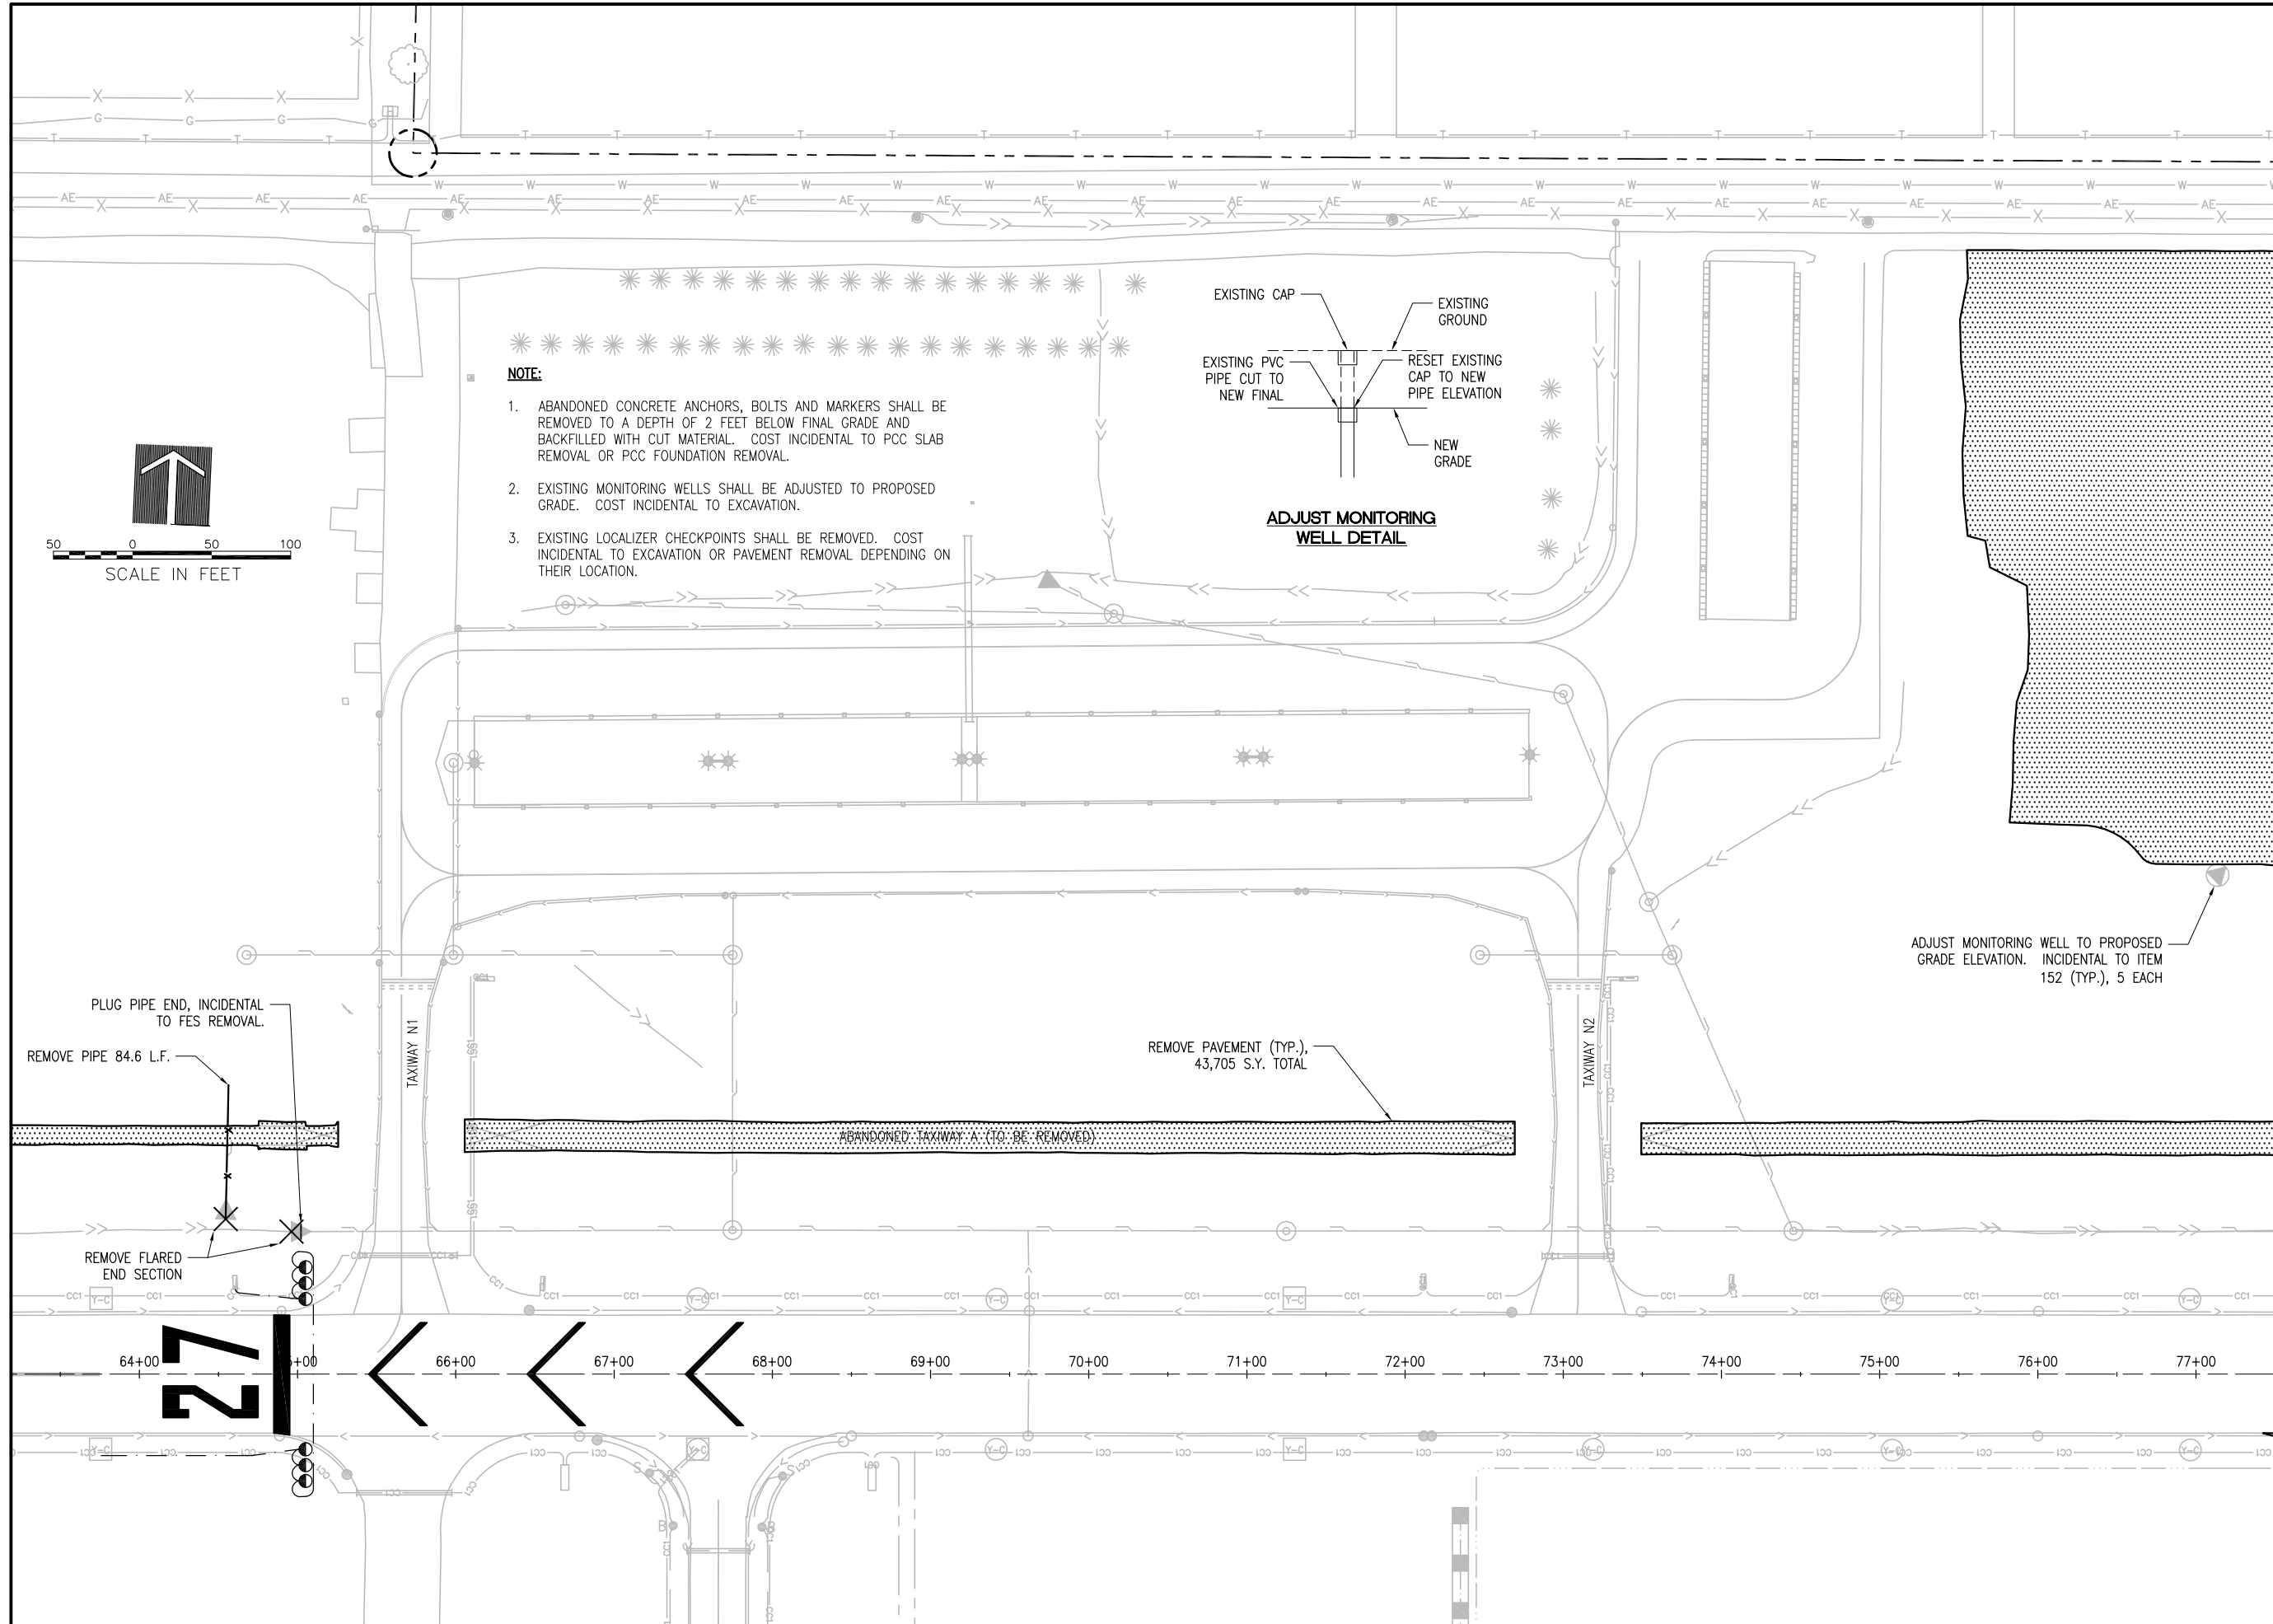 EXISTING CAP
EXISTING
GROUND
EXISTING PVC
PIPE CUT TO
NEW FINAL
RESET EXISTING
CAP TO NEW
PIPE ELEVATION
NEW
GRADE
ADJUST MONITORING
WELL DETAIL
NOTE:
1. ABANDONED CONCRETE ANCHORS, BOLTS AND MARKERS SHALL BE
REMOVED TO A DEPTH OF 2 FEET BELOW FINAL GRADE AND
BACKFILLED WITH CUT MATERIAL. COST INCIDENTAL TO PCC SLAB
REMOVAL OR PCC FOUNDATION REMOVAL.
2. EXISTING MONITORING WELLS SHALL BE ADJUSTED TO PROPOSED
GRADE. COST INCIDENTAL TO EXCAVATION.
3. EXISTING LOCALIZER CHECKPOINTS SHALL BE REMOVED. COST
INCIDENTAL TO EXCAVATION OR PAVEMENT REMOVAL DEPENDING ON
THEIR LOCATION.
50 0 50 100
SCALE IN FEET
ADJUST MONITORING WELL TO PROPOSED
GRADE ELEVATION. INCIDENTAL TO ITEM
152 (TYP.), 5 EACH
PLUG PIPE END, INCIDENTAL
TO FES REMOVAL.
REMOVE PIPE 84.6 L.F.
TAXIWAY N1
TAXIWAY N2
REMOVE PAVEMENT (TYP.),
43,705 S.Y. TOTAL
ABANDONED TAXIWAY A (TO BE REMOVED)
REMOVE FLARED
END SECTION
27
64+00 66+00 67+00 68+00 69+00 70+00 71+00 72+00 73+00 74+00 75+00 76+00 77+00